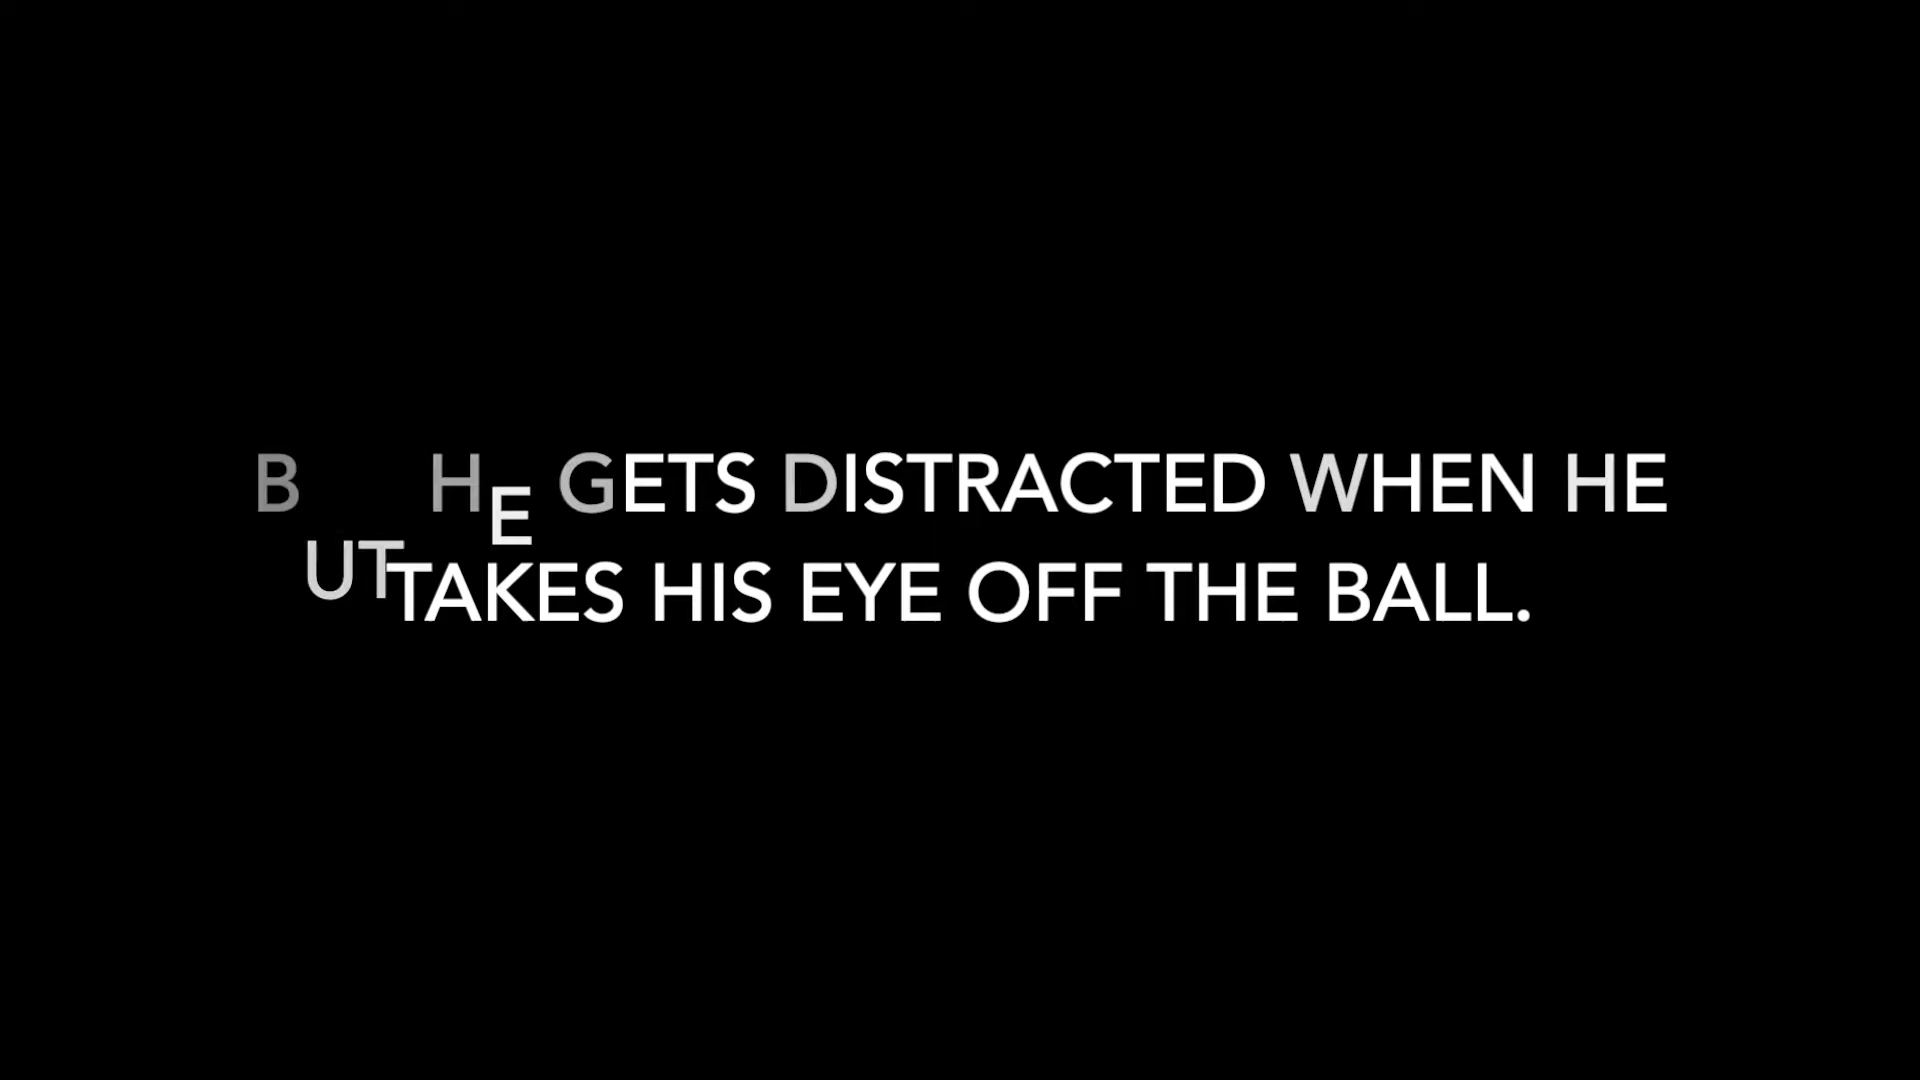 BUT HE GETS DISTRACTED WHEN HE
TAKES HIS EYE OFF THE BALL.